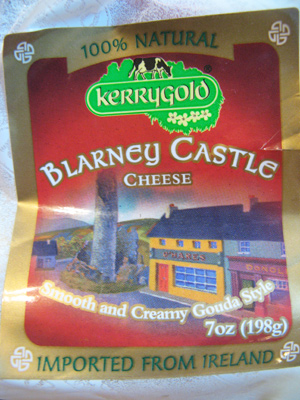 100% NATURAL
KERRYGOLD®
BLARNEY CASTLE
CHEESE
Smooth and Creamy Gouda Style
7oz (198g)
IMPORTED FROM IRELAND